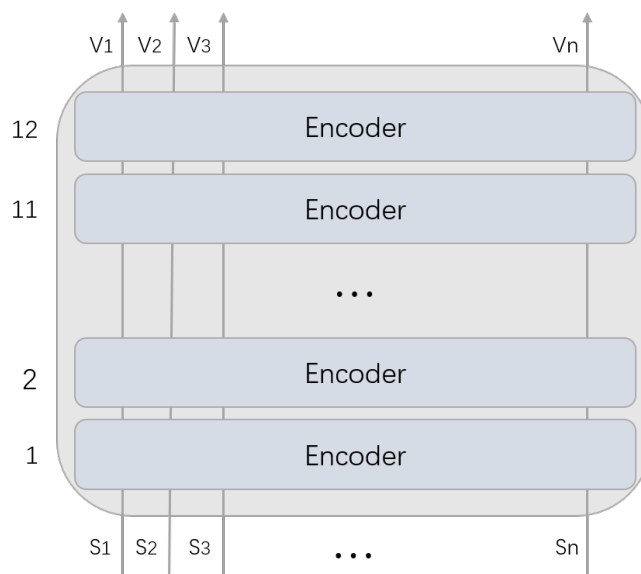 V1 V2 V3 Vn
12 Encoder
11 Encoder
...
2 Encoder
1 Encoder
S1 S2 S3 ... Sn